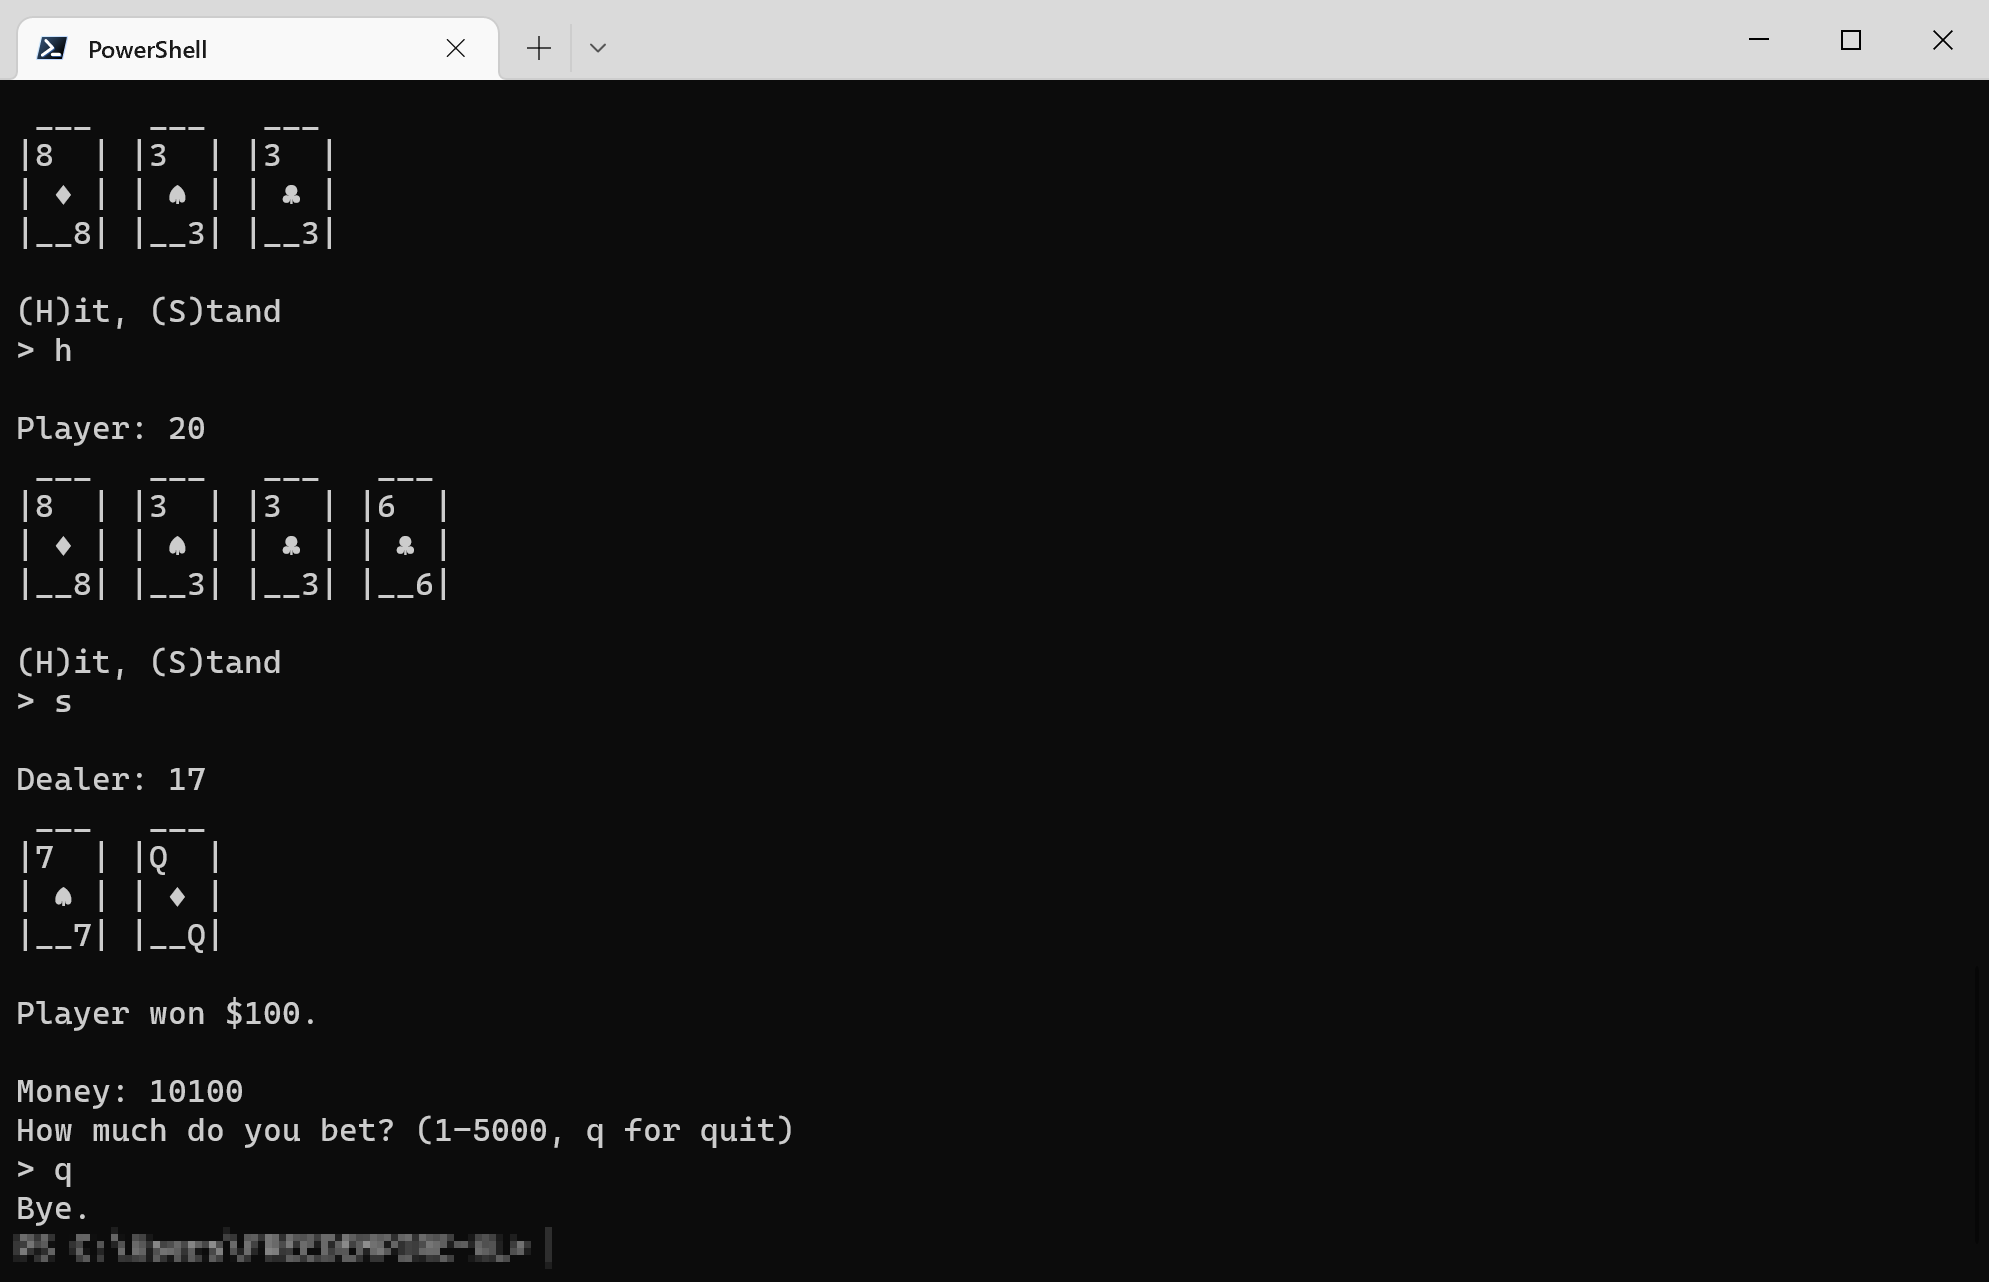 PowerShell
 ___   ___   ___
|8  | |3  | |3  |
| ♦ | | ♠ | | ♣ |
|__8| |__3| |__3|
(H)it, (S)tand
> h
Player: 20
 ___   ___   ___   ___
|8  | |3  | |3  | |6  |
| ♦ | | ♠ | | ♣ | | ♣ |
|__8| |__3| |__3| |__6|
(H)it, (S)tand
> s
Dealer: 17
 ___   ___
|7  | |Q  |
| ♠ | | ♦ |
|__7| |__Q|
Player won $100.
Money: 10100
How much do you bet? (1-5000, q for quit)
> q
Bye.